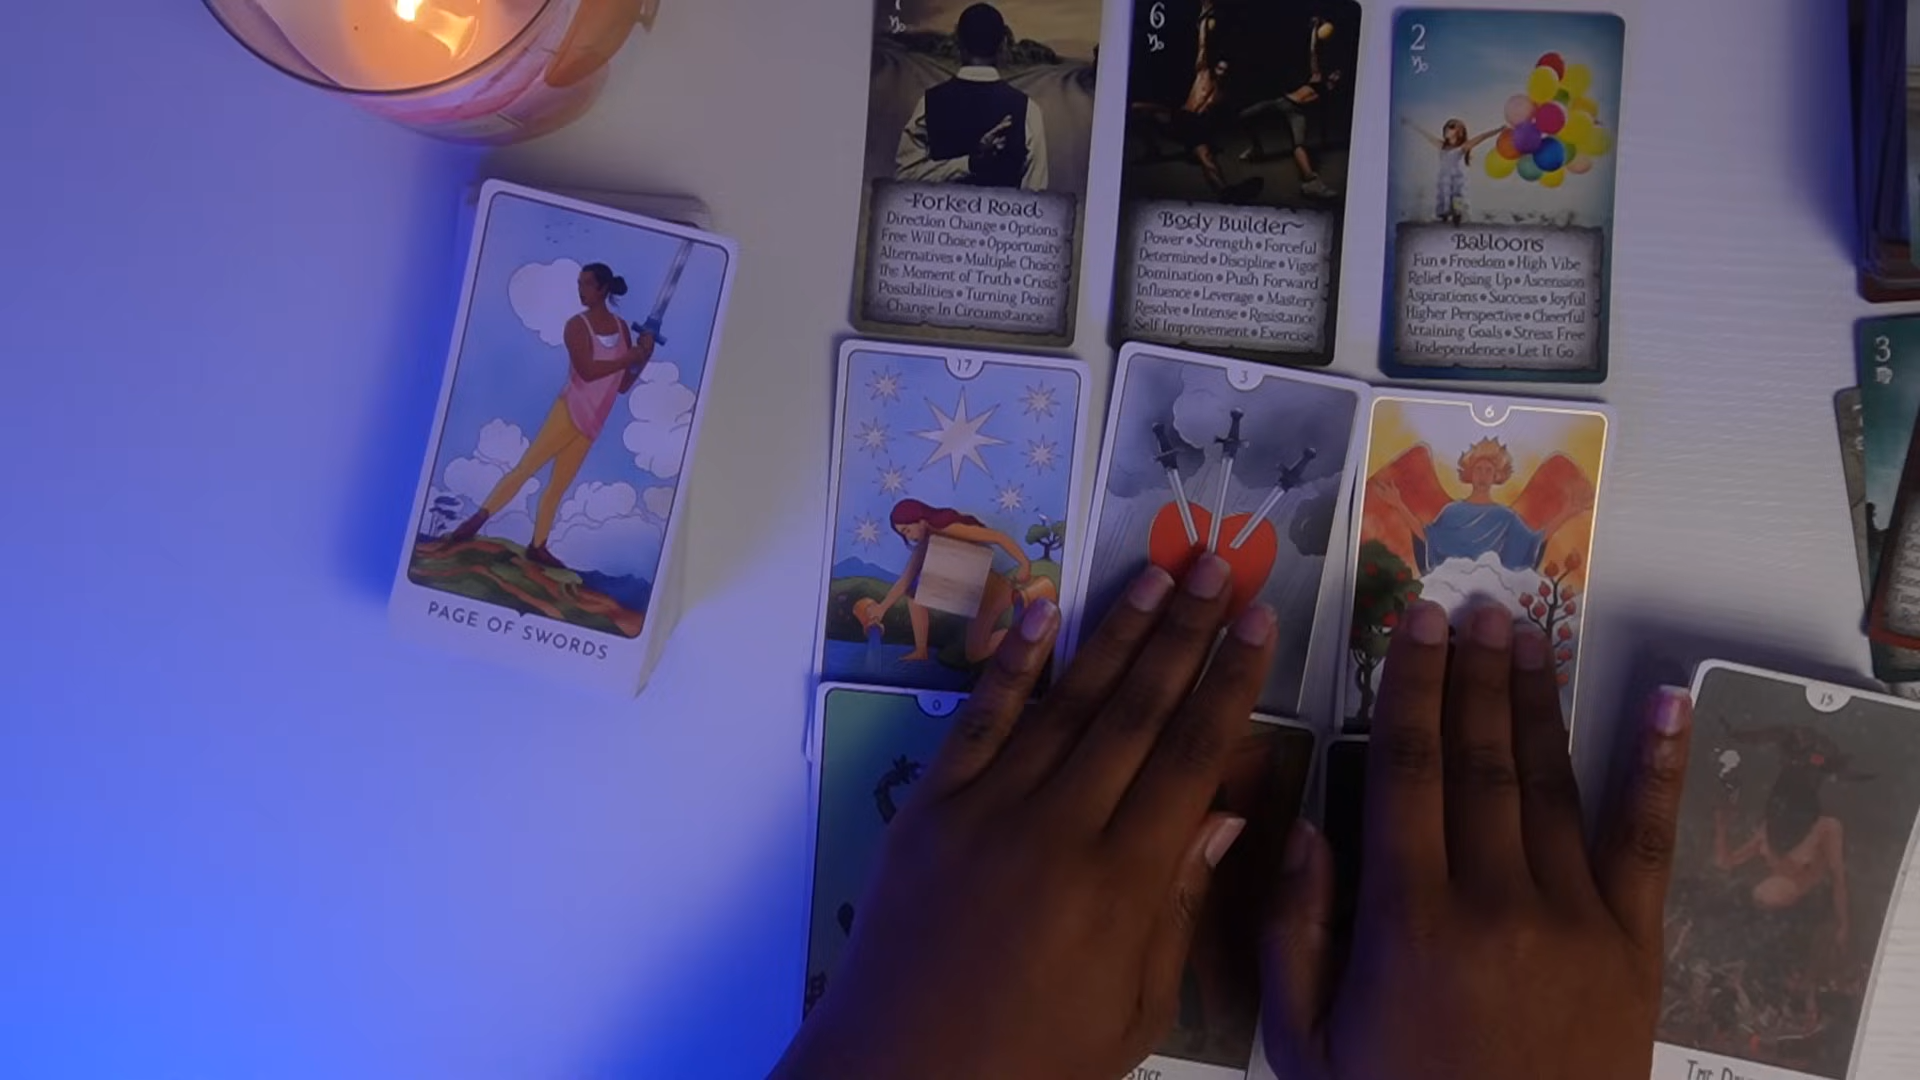 ~Forked Road~
Direction Change • Options
Free Will Choice • Opportunity
Alternatives • Multiple Choice
The Moment of Truth • Crisis
Possibilities • Turning Point
Change In Circumstance
6
Body Builder~
Power • Strength • Forceful
Determined • Discipline • Vigor
Domination • Push Forward
Influence • Leverage • Mastery
Resolve • Intense • Resistance
Self Improvement • Exercise
2
Balloons
Fun • Freedom • High Vibe
Relief • Rising Up • Ascension
Aspirations • Success • Joyful
Higher Perspective • Cheerful
Attaining Goals • Stress Free
Independence • Let It Go
PAGE OF SWORDS
17
3
6
0
15
3